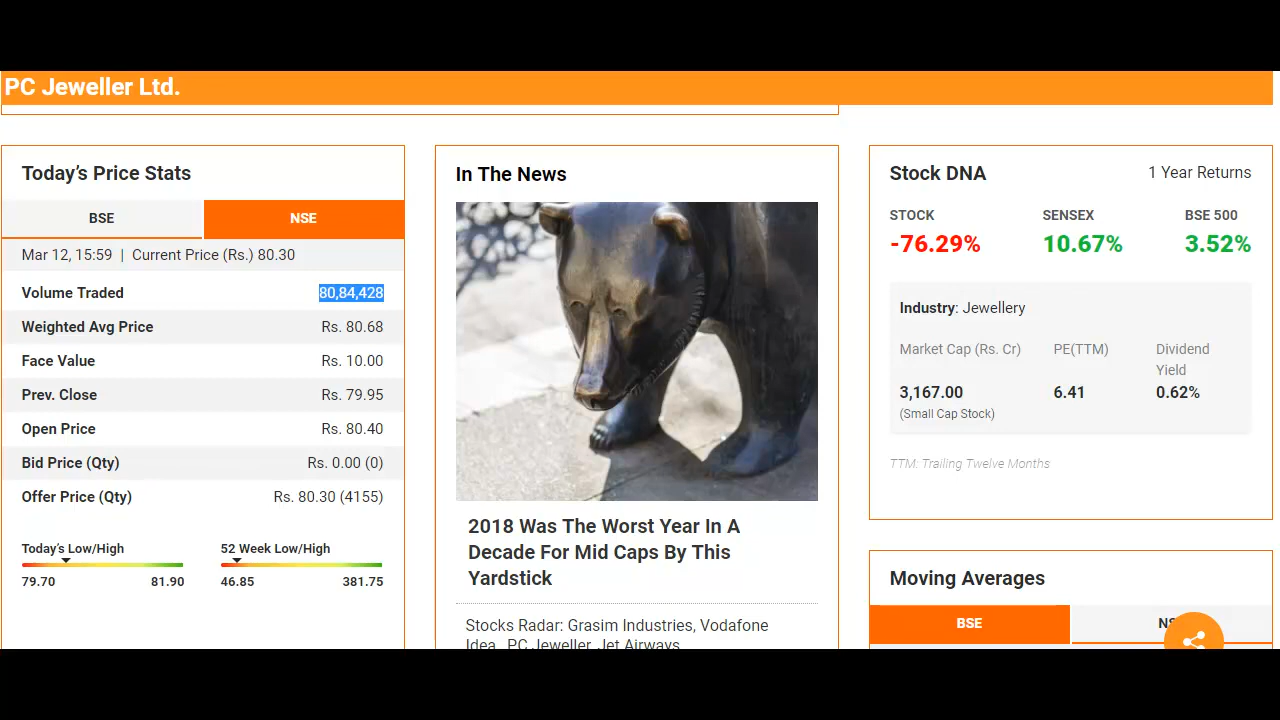 PC Jeweller Ltd.
Today's Price Stats
BSE
NSE
Mar 12, 15:59 | Current Price (Rs.) 80.30
Volume Traded 80,84,428
Weighted Avg Price Rs. 80.68
Face Value Rs. 10.00
Prev. Close Rs. 79.95
Open Price Rs. 80.40
Bid Price (Qty) Rs. 0.00 (0)
Offer Price (Qty) Rs. 80.30 (4155)
Today's Low/High
79.70 81.90
52 Week Low/High
46.85 381.75
In The News
2018 Was The Worst Year In A
Decade For Mid Caps By This
Yardstick
Stocks Radar: Grasim Industries, Vodafone
Idea, PC Jeweller, Jet Airways
Stock DNA 1 Year Returns
STOCK SENSEX BSE 500
-76.29% 10.67% 3.52%
Industry: Jewellery
Market Cap (Rs. Cr) PE(TTM) Dividend
Yield
3,167.00 6.41 0.62%
(Small Cap Stock)
TTM: Trailing Twelve Months
Moving Averages
BSE